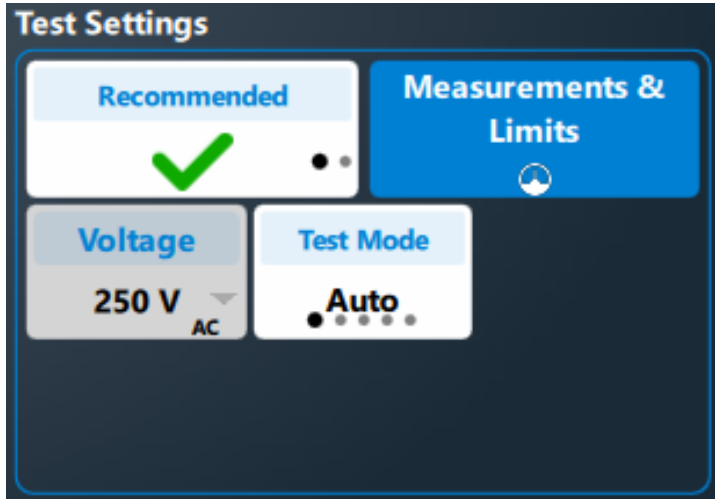 Test Settings
Recommended
Measurements &
Limits
Voltage
250 V
AC
Test Mode
Auto